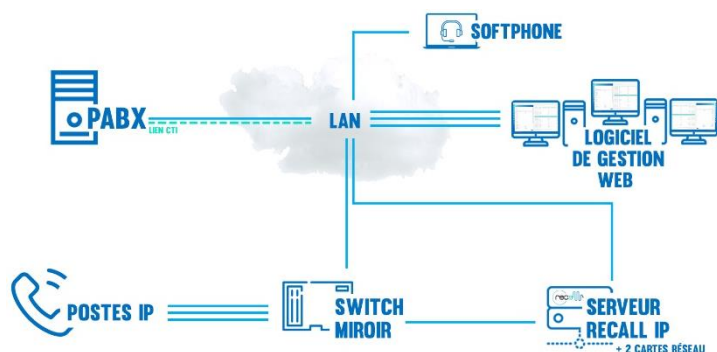 SOFTPHONE
PABX
LIEN CTI
LAN
LOGICIEL
DE GESTION
WEB
POSTES IP
SWITCH
MIROIR
SERVEUR
RECALL IP
+ 2 CARTES RÉSEAU